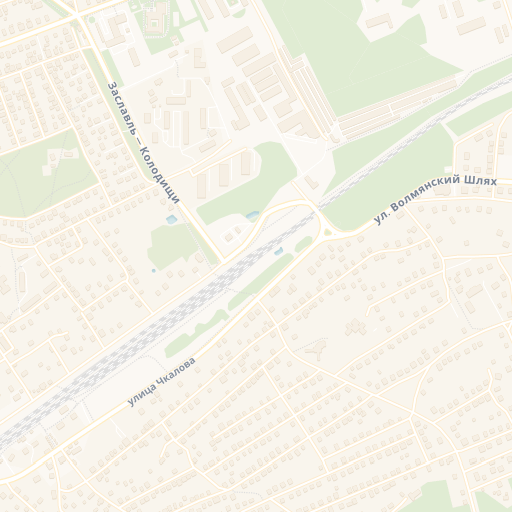 Заславль — Колодищи
ул. Волмянский Шлях
улица Чкалова